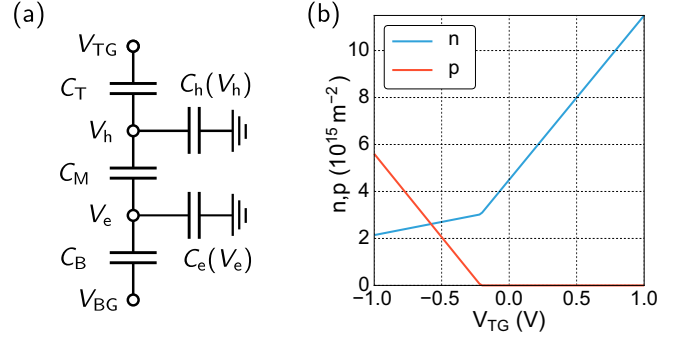 (a)
V_TG
C_T
C_h(V_h)
V_h
C_M
V_e
C_B
C_e(V_e)
V_BG
(b)
n
p
n,p (10^15 m^−2)
10
8
6
4
2
0
−1.0 −0.5 0.0 0.5 1.0
V_TG (V)